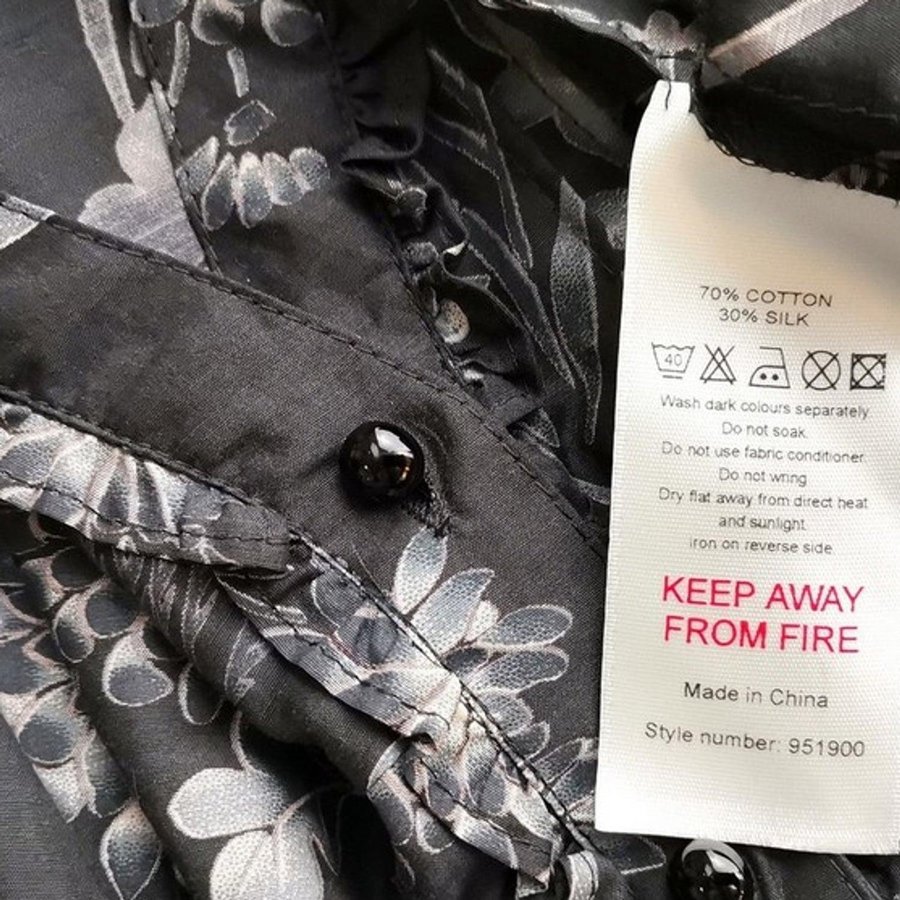 70% COTTON
30% SILK
40
Wash dark colours separately
Do not soak.
Do not use fabric conditioner.
Do not wring
Dry flat away from direct heat
and sunlight
iron on reverse side
KEEP AWAY
FROM FIRE
Made in China
Style number: 951900